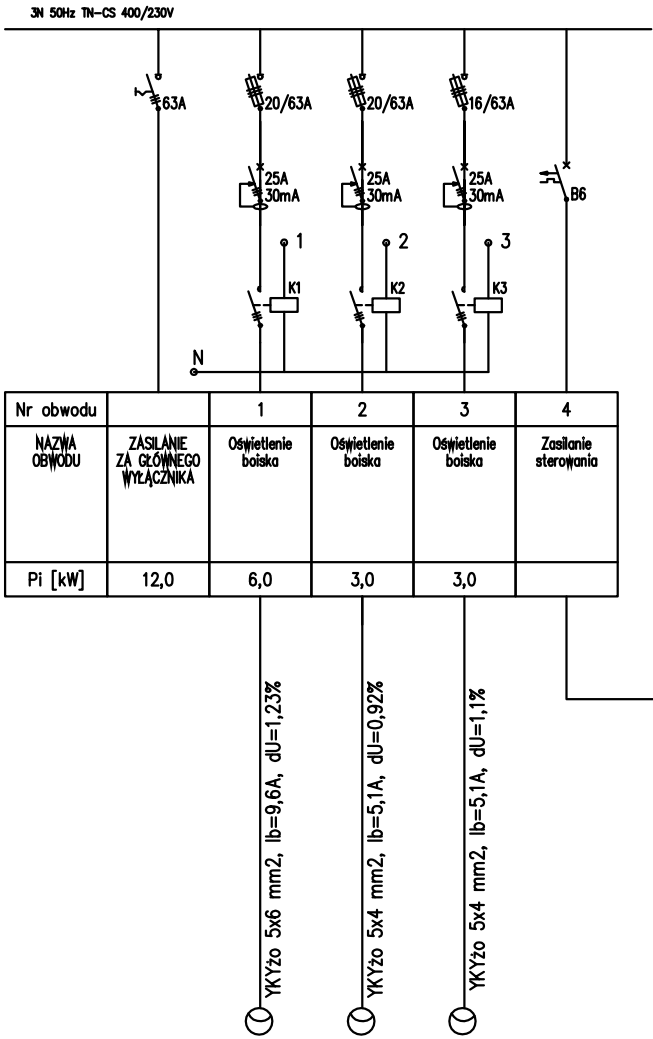 3N 50Hz TN-CS 400/230V
63A
20/63A
20/63A
16/63A
25A
30mA
25A
30mA
25A
30mA
B6
1
2
3
K1
K2
K3
N
Nr obwodu
1
2
3
4
NAZWA
OBWODU
ZASILANIE
ZA GŁÓWNEGO
WYŁĄCZNIKA
Oświetlenie
boiska
Oświetlenie
boiska
Oświetlenie
boiska
Zasilanie
sterowania
Pi [kW]
12,0
6,0
3,0
3,0
YKYżo 5x6 mm2, Ib=9,6A, dU=1,23%
YKYżo 5x4 mm2, Ib=5,1A, dU=0,92%
YKYżo 5x4 mm2, Ib=5,1A, dU=1,1%